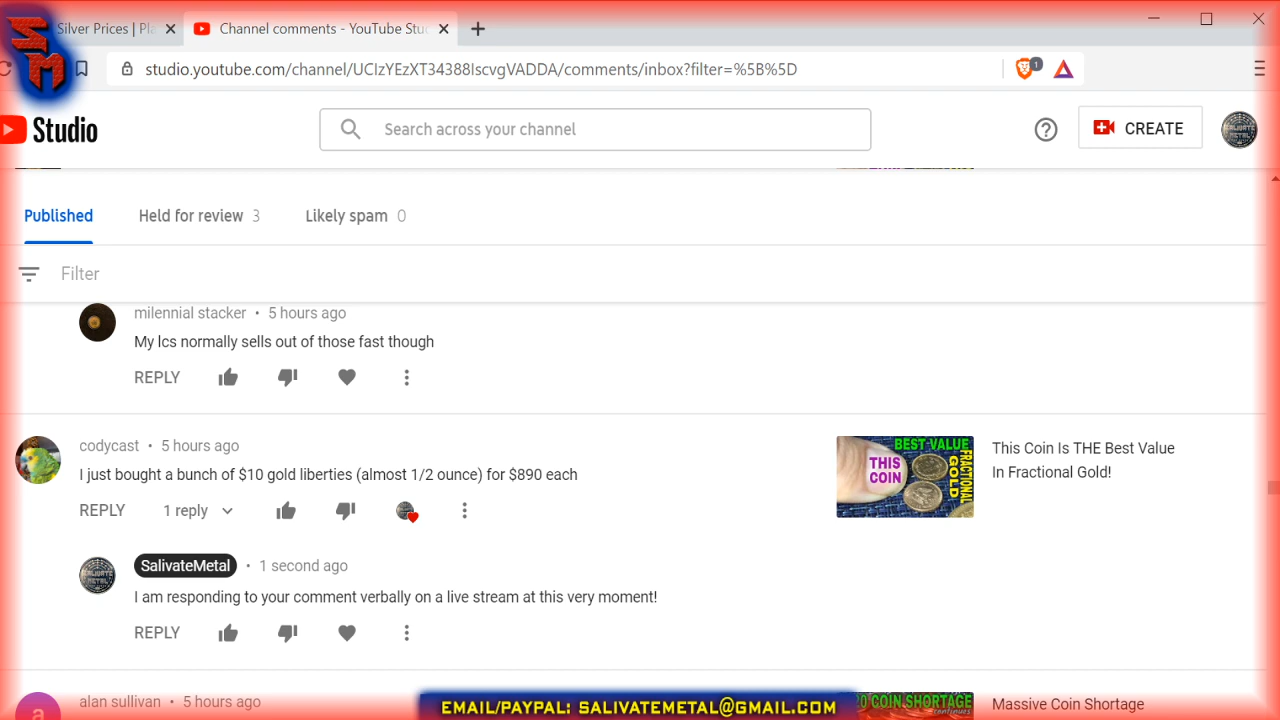 SM
Silver Prices | Pla
Channel comments - YouTube Stu
studio.youtube.com/channel/UCIzYEzXT34388IscvgVADDA/comments/inbox?filter=%5B%5D
1
Studio
Search across your channel
CREATE
Published
Held for review 3
Likely spam 0
Filter
milennial stacker • 5 hours ago
My lcs normally sells out of those fast though
REPLY
codycast • 5 hours ago
I just bought a bunch of $10 gold liberties (almost 1/2 ounce) for $890 each
REPLY 1 reply
BEST VALUE
THIS
COIN
FRACTIONAL
GOLD
This Coin Is THE Best Value
In Fractional Gold!
SalivateMetal • 1 second ago
I am responding to your comment verbally on a live stream at this very moment!
REPLY
a
alan sullivan • 5 hours ago
20 COIN SHORTAGE
continues
Massive Coin Shortage
EMAIL/PAYPAL: SALIVATEMETAL@GMAIL.COM